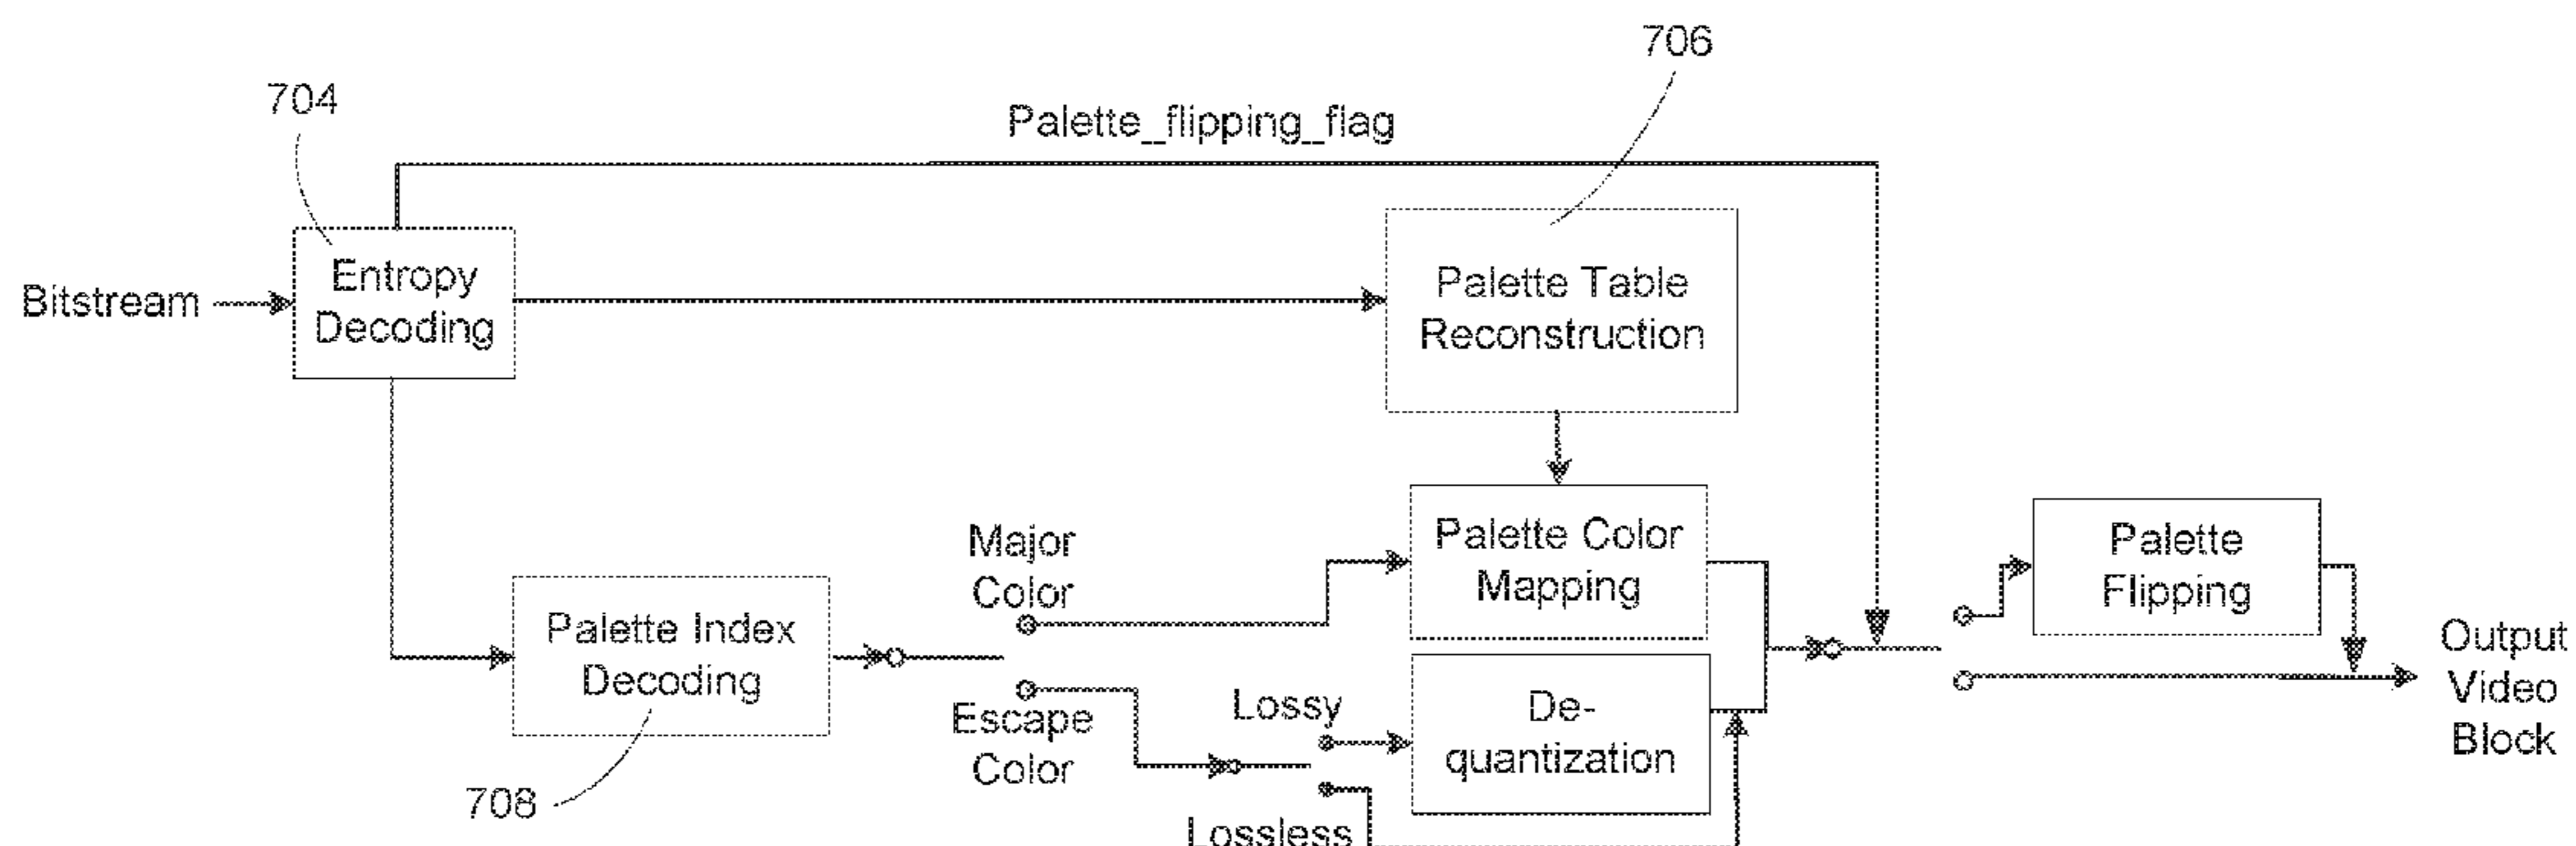 706
704
Palette_flipping_flag
Bitstream
Entropy
Decoding
Palette Table
Reconstruction
Major
Color
Palette Color
Mapping
Palette
Flipping
Palette Index
Decoding
Output
Video
Block
Escape
Color
Lossy
De-
quantization
708
Lossless